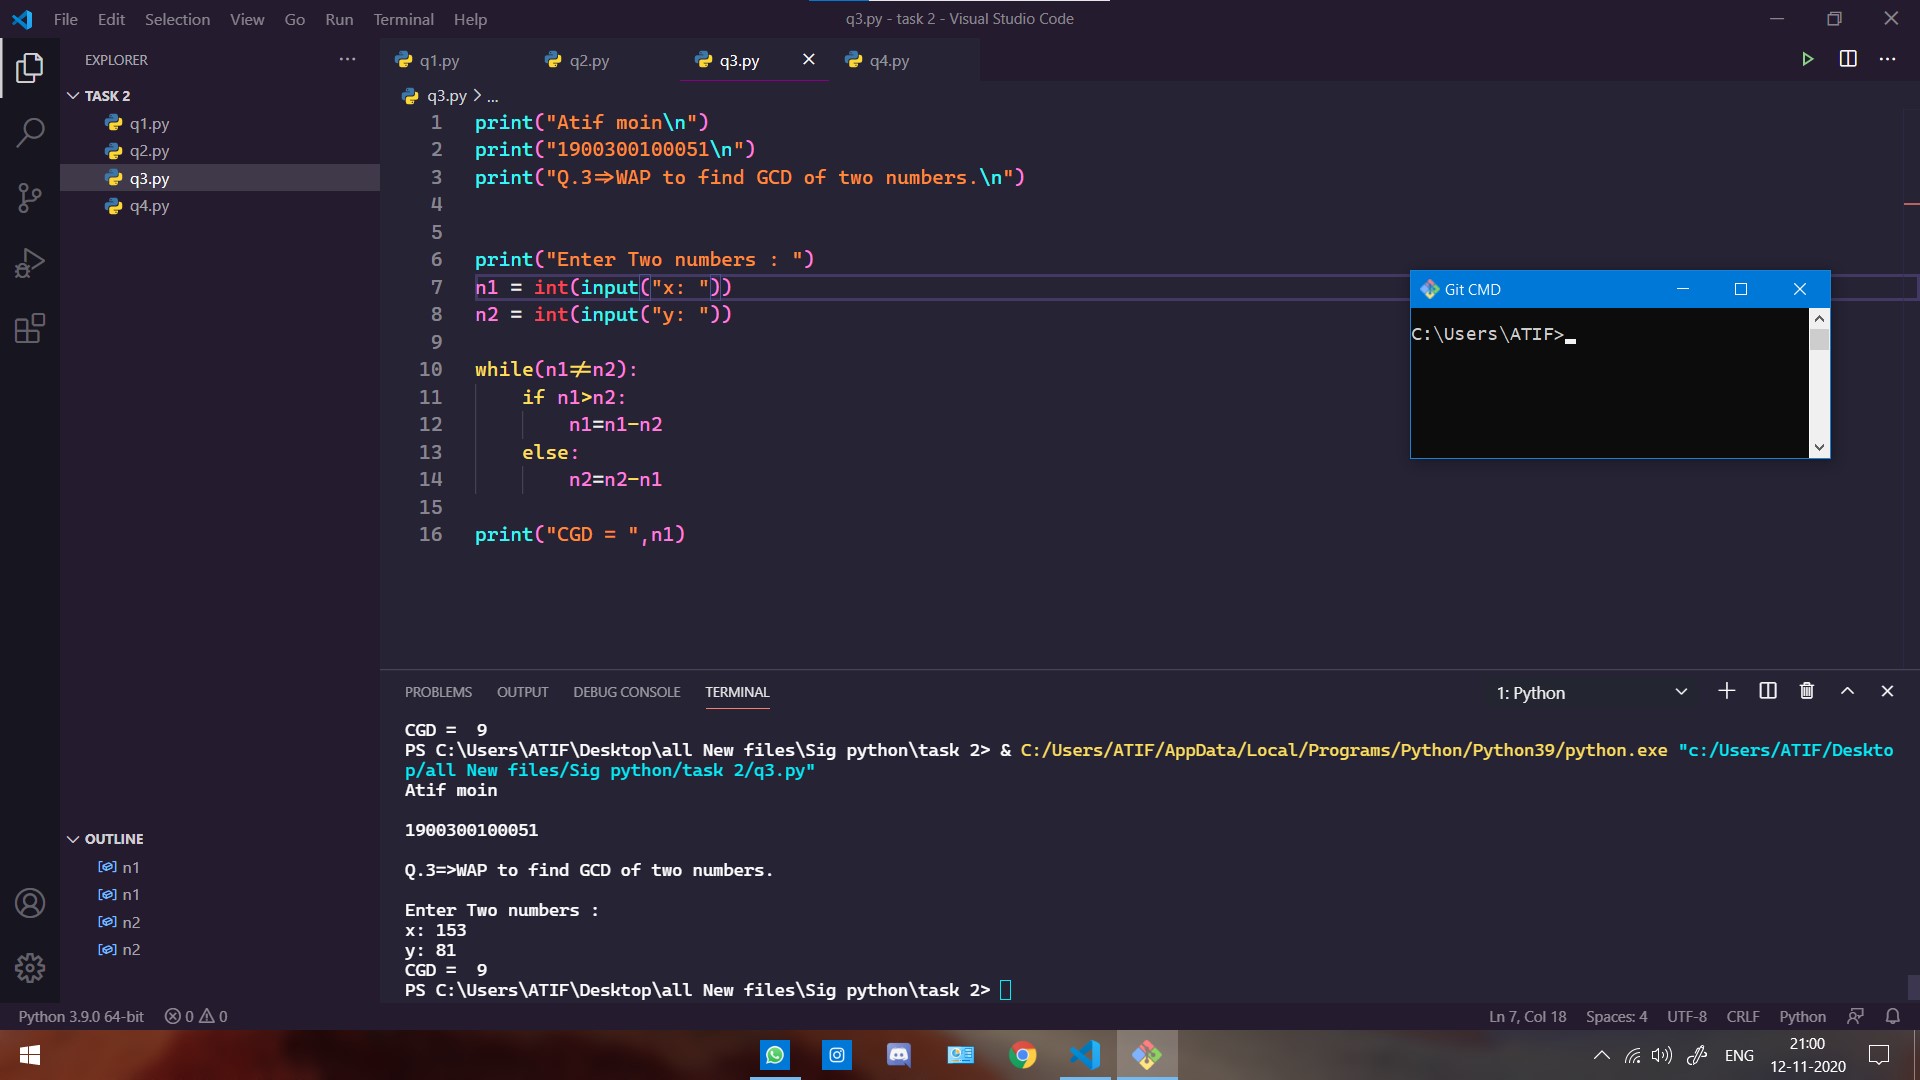 File Edit Selection View Go Run Terminal Help
q3.py - task 2 - Visual Studio Code
EXPLORER
TASK 2
q1.py
q2.py
q3.py
q4.py
q1.py q2.py q3.py q4.py
q3.py > ...
1 print("Atif moin\n")
2 print("1900300100051\n")
3 print("Q.3=>WAP to find GCD of two numbers.\n")
4
5
6 print("Enter Two numbers : ")
7 n1 = int(input("x: "))
8 n2 = int(input("y: "))
9
10 while(n1!=n2):
11 if n1>n2:
12 n1=n1-n2
13 else:
14 n2=n2-n1
15
16 print("CGD = ",n1)
Git CMD
C:\Users\ATIF>
OUTLINE
n1
n1
n2
n2
PROBLEMS OUTPUT DEBUG CONSOLE TERMINAL
1: Python
CGD =  9
PS C:\Users\ATIF\Desktop\all New files\Sig python\task 2> & C:/Users/ATIF/AppData/Local/Programs/Python/Python39/python.exe "c:/Users/ATIF/Deskto
p/all New files/Sig python/task 2/q3.py"
Atif moin
1900300100051
Q.3=>WAP to find GCD of two numbers.
Enter Two numbers :
x: 153
y: 81
CGD =  9
PS C:\Users\ATIF\Desktop\all New files\Sig python\task 2>
Python 3.9.0 64-bit 0 0
Ln 7, Col 18 Spaces: 4 UTF-8 CRLF Python
ENG
21:00
12-11-2020